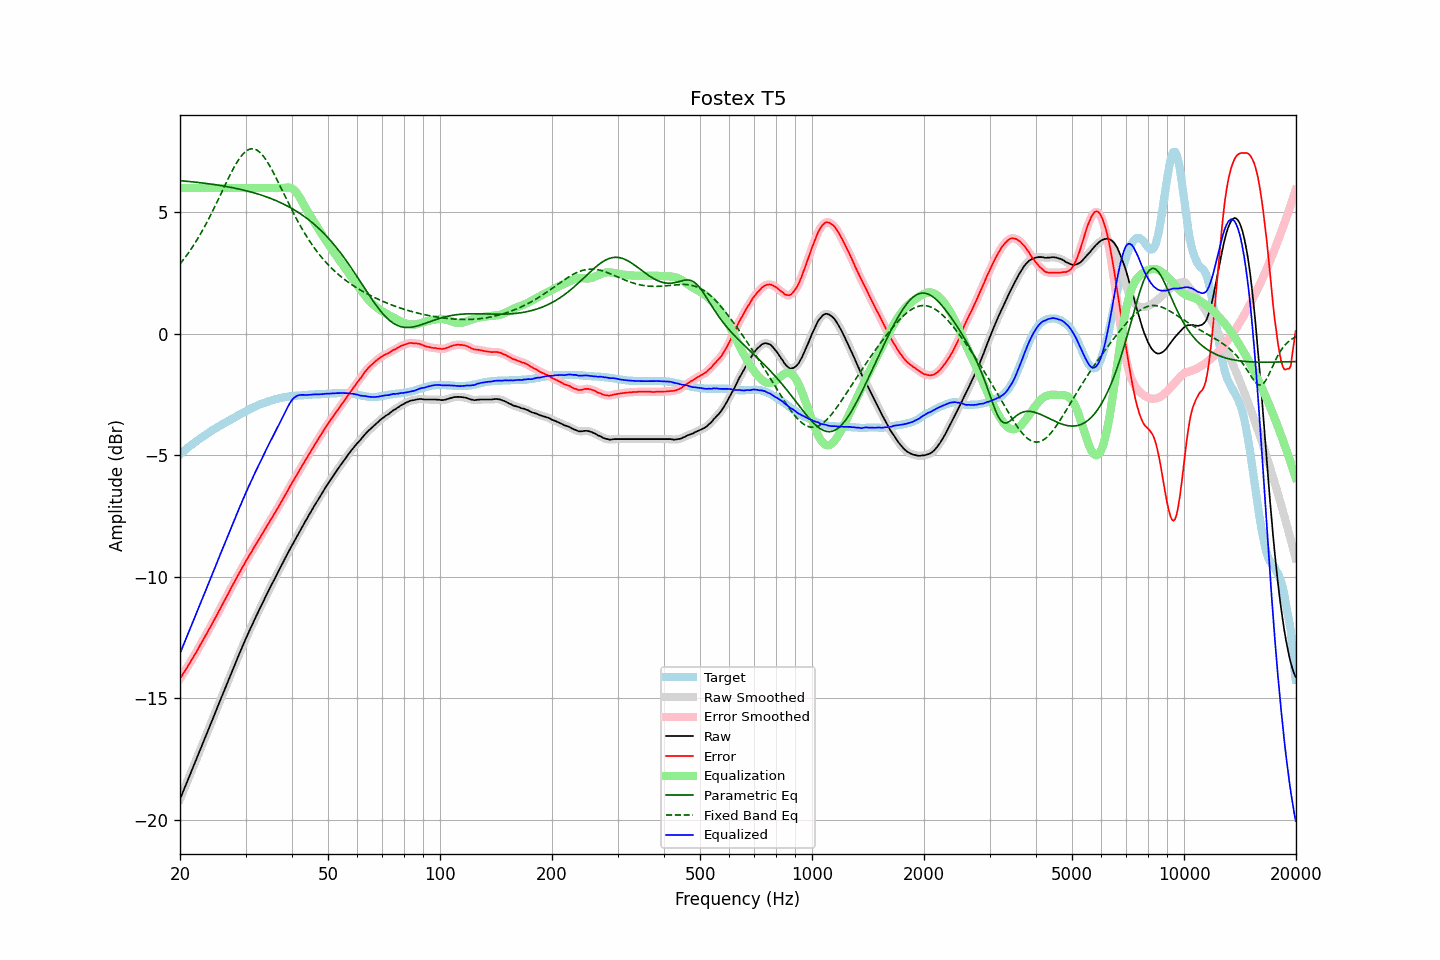 Fostex T5
Amplitude (dBr)
5
0
−5
−10
−15
−20
Target
Raw Smoothed
Error Smoothed
Raw
Error
Equalization
Parametric Eq
Fixed Band Eq
Equalized
20 50 100 200 500 1000 2000 5000 10000 20000
Frequency (Hz)